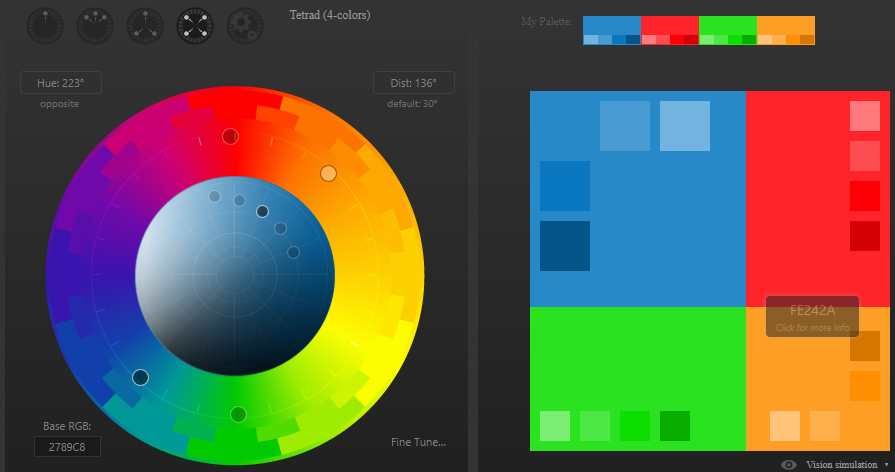 Tetrad (4-colors)
My Palette:
Hue: 223°
opposite
Dist: 136°
default: 30°
FE242A
Click for more info
Base RGB:
2789C8
Fine Tune...
Vision simulation